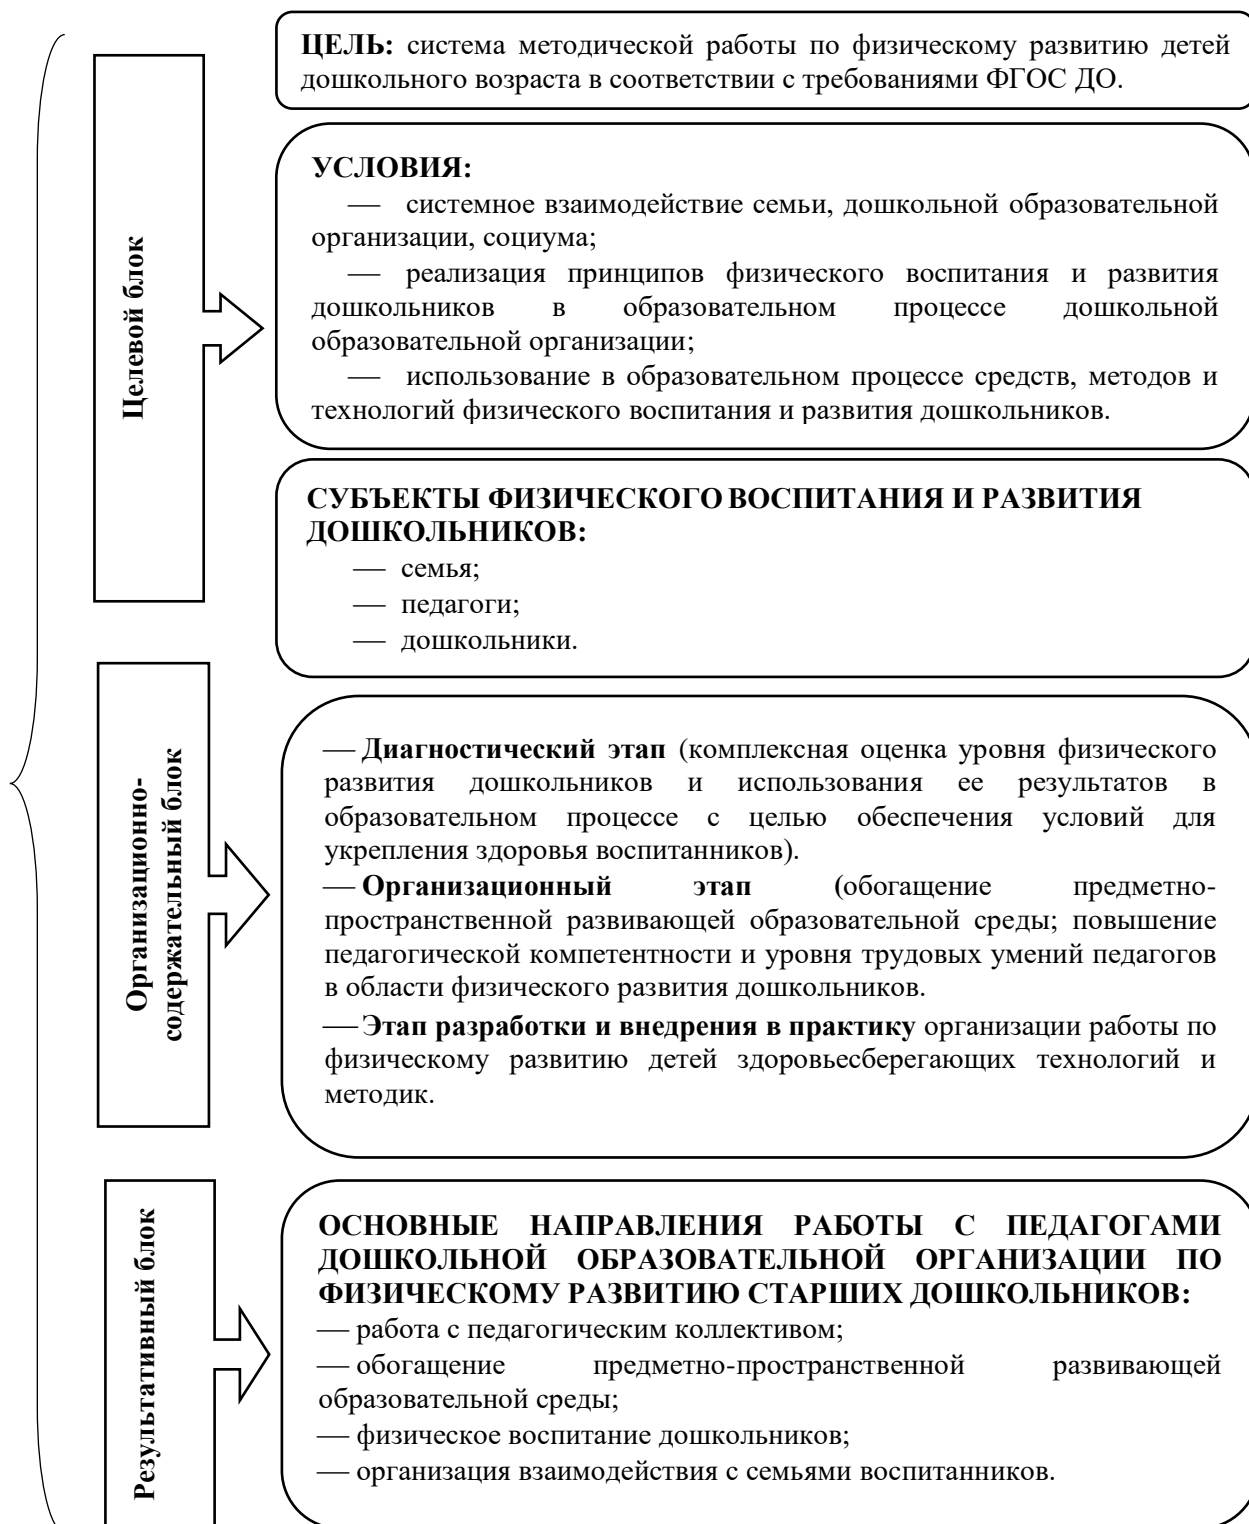 ЦЕЛЬ: система методической работы по физическому развитию детей
дошкольного возраста в соответствии с требованиями ФГОС ДО.
Целевой блок
УСЛОВИЯ:
— системное взаимодействие семьи, дошкольной образовательной
организации, социума;
— реализация принципов физического воспитания и развития
дошкольников в образовательном процессе дошкольной
образовательной организации;
— использование в образовательном процессе средств, методов и
технологий физического воспитания и развития дошкольников.
СУБЪЕКТЫ ФИЗИЧЕСКОГО ВОСПИТАНИЯ И РАЗВИТИЯ
ДОШКОЛЬНИКОВ:
— семья;
— педагоги;
— дошкольники.
Организационно-
содержательный блок
— Диагностический этап (комплексная оценка уровня физического
развития дошкольников и использования ее результатов в
образовательном процессе с целью обеспечения условий для
укрепления здоровья воспитанников).
— Организационный этап (обогащение предметно-
пространственной развивающей образовательной среды; повышение
педагогической компетентности и уровня трудовых умений педагогов
в области физического развития дошкольников.
— Этап разработки и внедрения в практику организации работы по
физическому развитию детей здоровьесберегающих технологий и
методик.
Результативный блок
ОСНОВНЫЕ НАПРАВЛЕНИЯ РАБОТЫ С ПЕДАГОГАМИ
ДОШКОЛЬНОЙ ОБРАЗОВАТЕЛЬНОЙ ОРГАНИЗАЦИИ ПО
ФИЗИЧЕСКОМУ РАЗВИТИЮ СТАРШИХ ДОШКОЛЬНИКОВ:
— работа с педагогическим коллективом;
— обогащение предметно-пространственной развивающей
образовательной среды;
— физическое воспитание дошкольников;
— организация взаимодействия с семьями воспитанников.